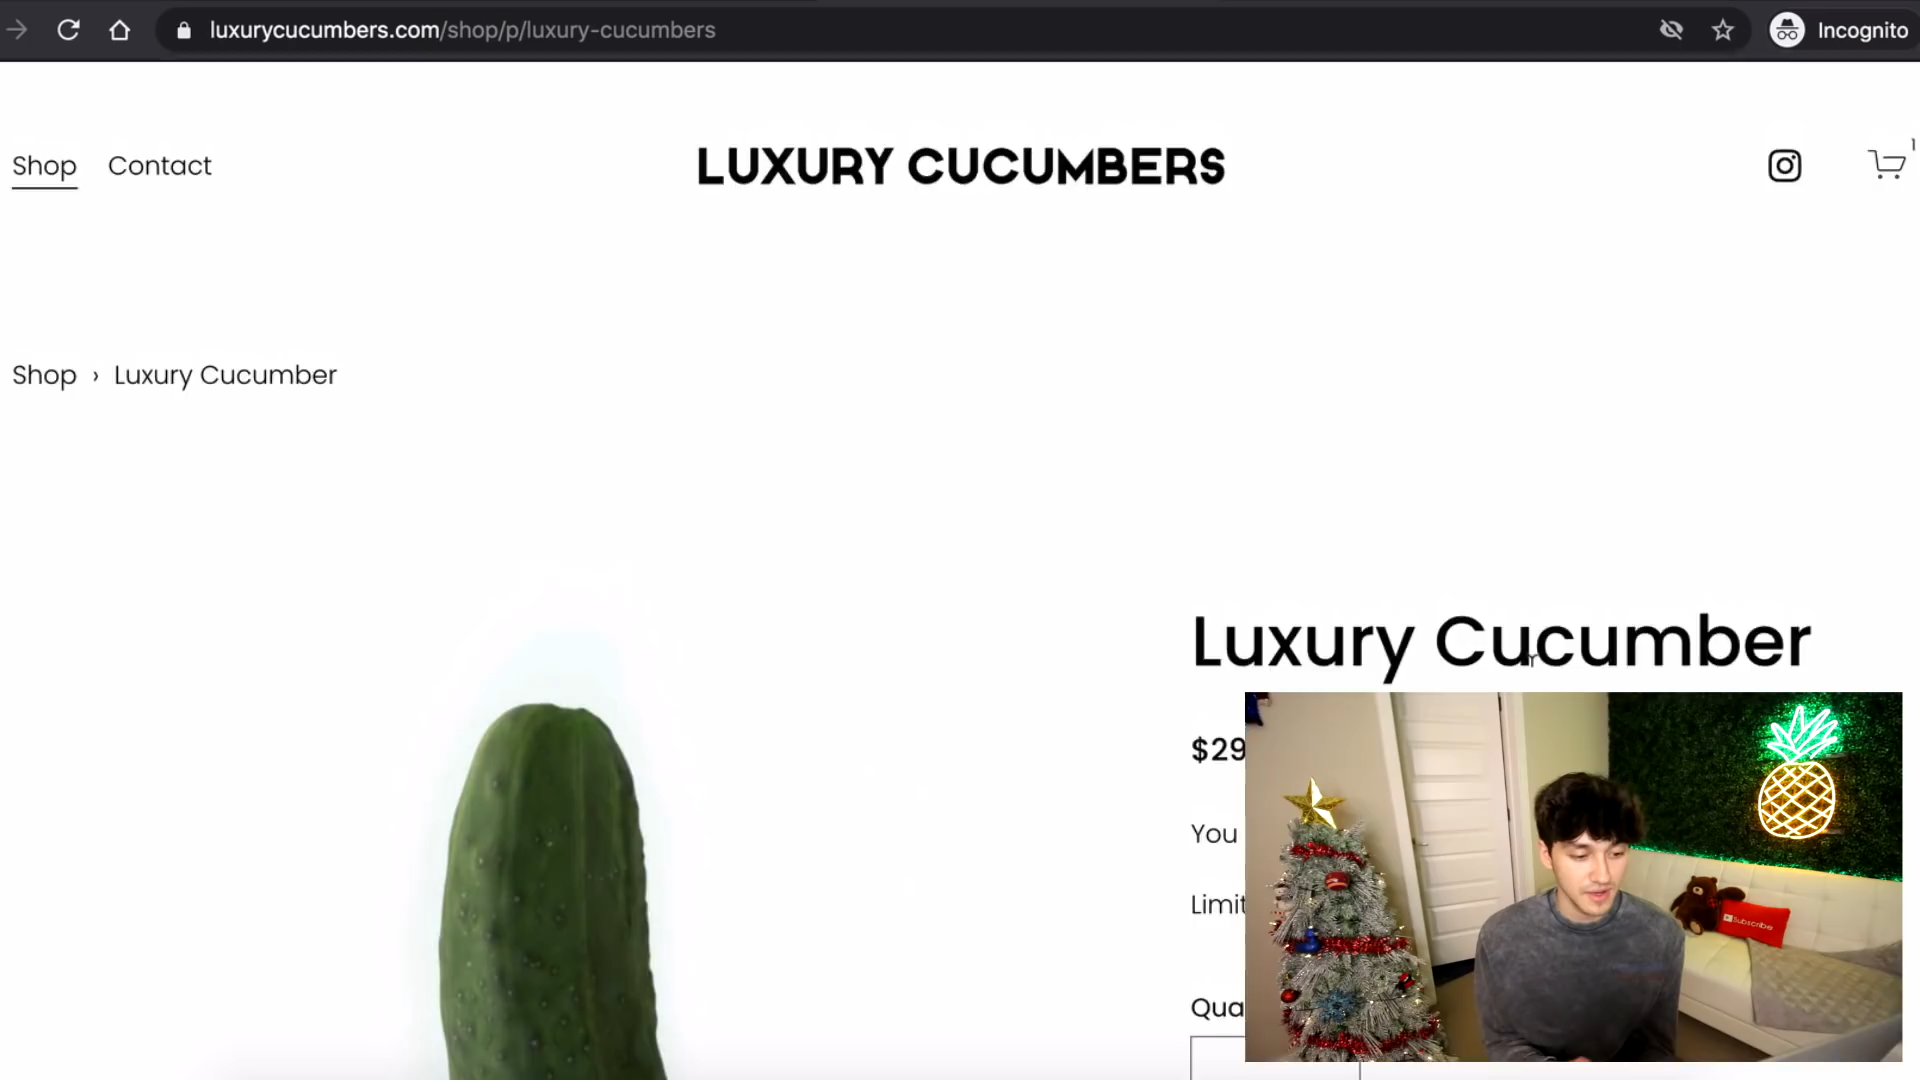 luxurycucumbers.com/shop/p/luxury-cucumbers
Incognito
Shop Contact
LUXURY CUCUMBERS
1
Shop › Luxury Cucumber
Luxury Cucumber
$29
You
Limit
Qua
Subscribe